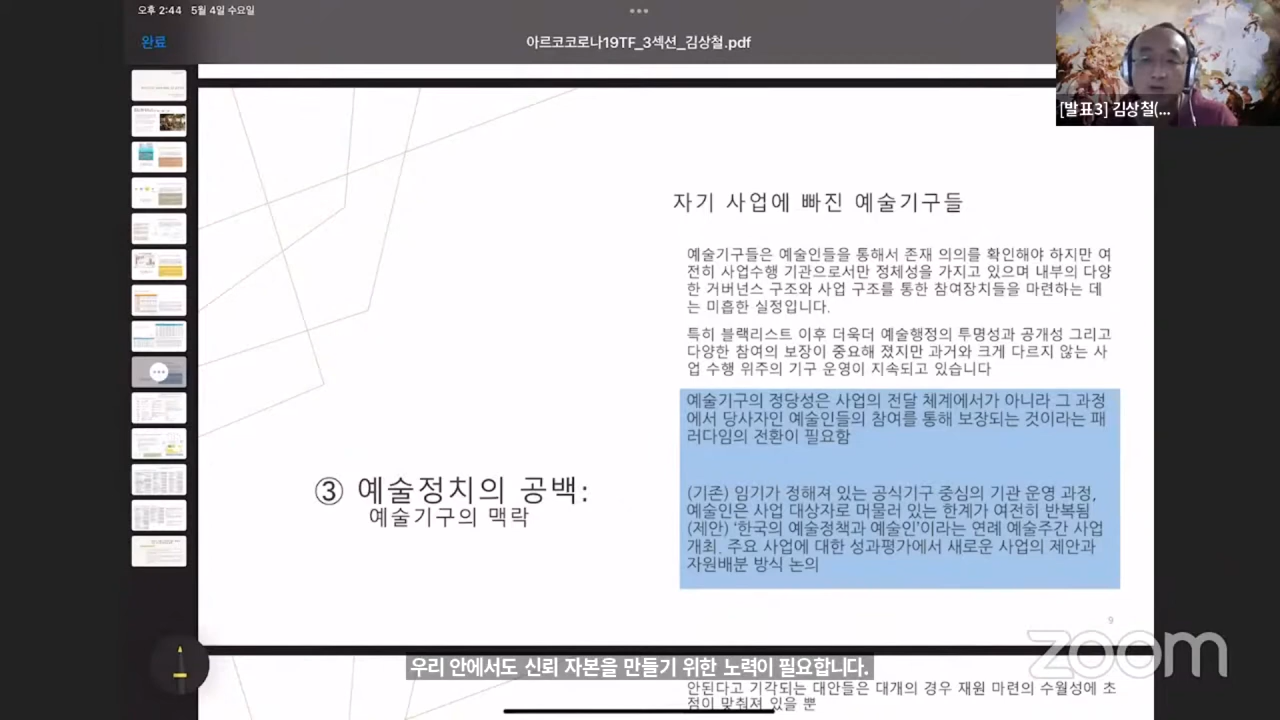 오후 2:44 5월 4일 수요일
완료
아르코코로나19TF_3섹션_김상철.pdf
[발표3] 김상철(...
자기 사업에 빠진 예술기구들
예술기구들은 예술인들을 통해서 존재 의의를 확인해야 하지만 여
전히 사업수행 기관으로서만 정체성을 가지고 있으며 내부의 다양
한 거버넌스 구조와 사업 구조를 통한 참여장치들을 마련하는 데
는 미흡한 실정입니다.
특히 블랙리스트 이후 더욱더 예술행정의 투명성과 공개성 그리고
다양한 참여의 보장이 중요해 졌지만 과거와 크게 다르지 않는 사
업 수행 위주의 기구 운영이 지속되고 있습니다
예술기구의 정당성은 사업의 전달 체계에서가 아니라 그 과정
에서 당사자인 예술인들의 참여를 통해 보장되는 것이라는 패
러다임의 전환이 필요함
(기존) 임기가 정해져 있는 공식기구 중심의 기관 운영 과정,
예술인은 사업 대상자로 머물러 있는 한계가 여전히 반복됨
(제안) '한국의 예술정책과 예술인'이라는 연례 예술주간 사업
개최. 주요 사업에 대한 성과평가에서 새로운 사업의 제안과
자원배분 방식 논의
③ 예술정치의 공백:
예술기구의 맥락
9
zoom
우리 안에서도 신뢰 자본을 만들기 위한 노력이 필요합니다.
안된다고 기각되는 대안들은 대개의 경우 재원 마련의 수월성에 초
점이 맞춰져 있을 뿐